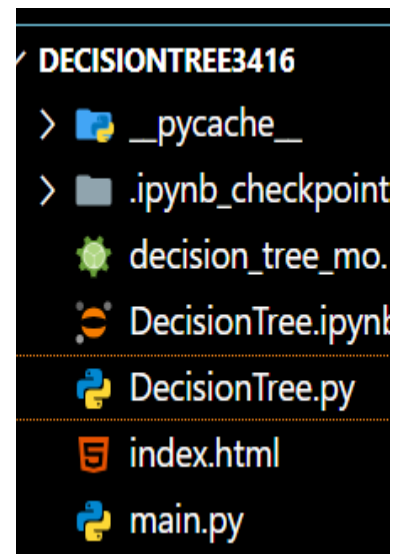 DECISIONTREE3416
__pycache__
.ipynb_checkpoint
decision_tree_mo.
DecisionTree.ipynb
DecisionTree.py
index.html
main.py